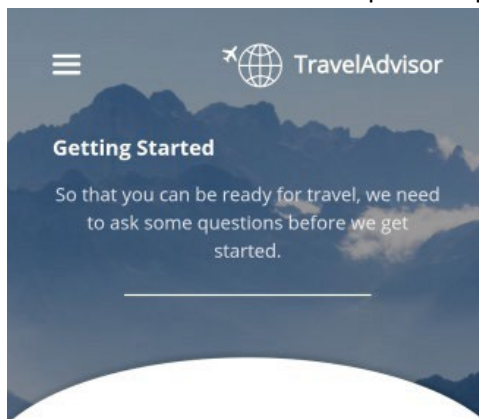 TravelAdvisor
Getting Started
So that you can be ready for travel, we need
to ask some questions before we get
started.